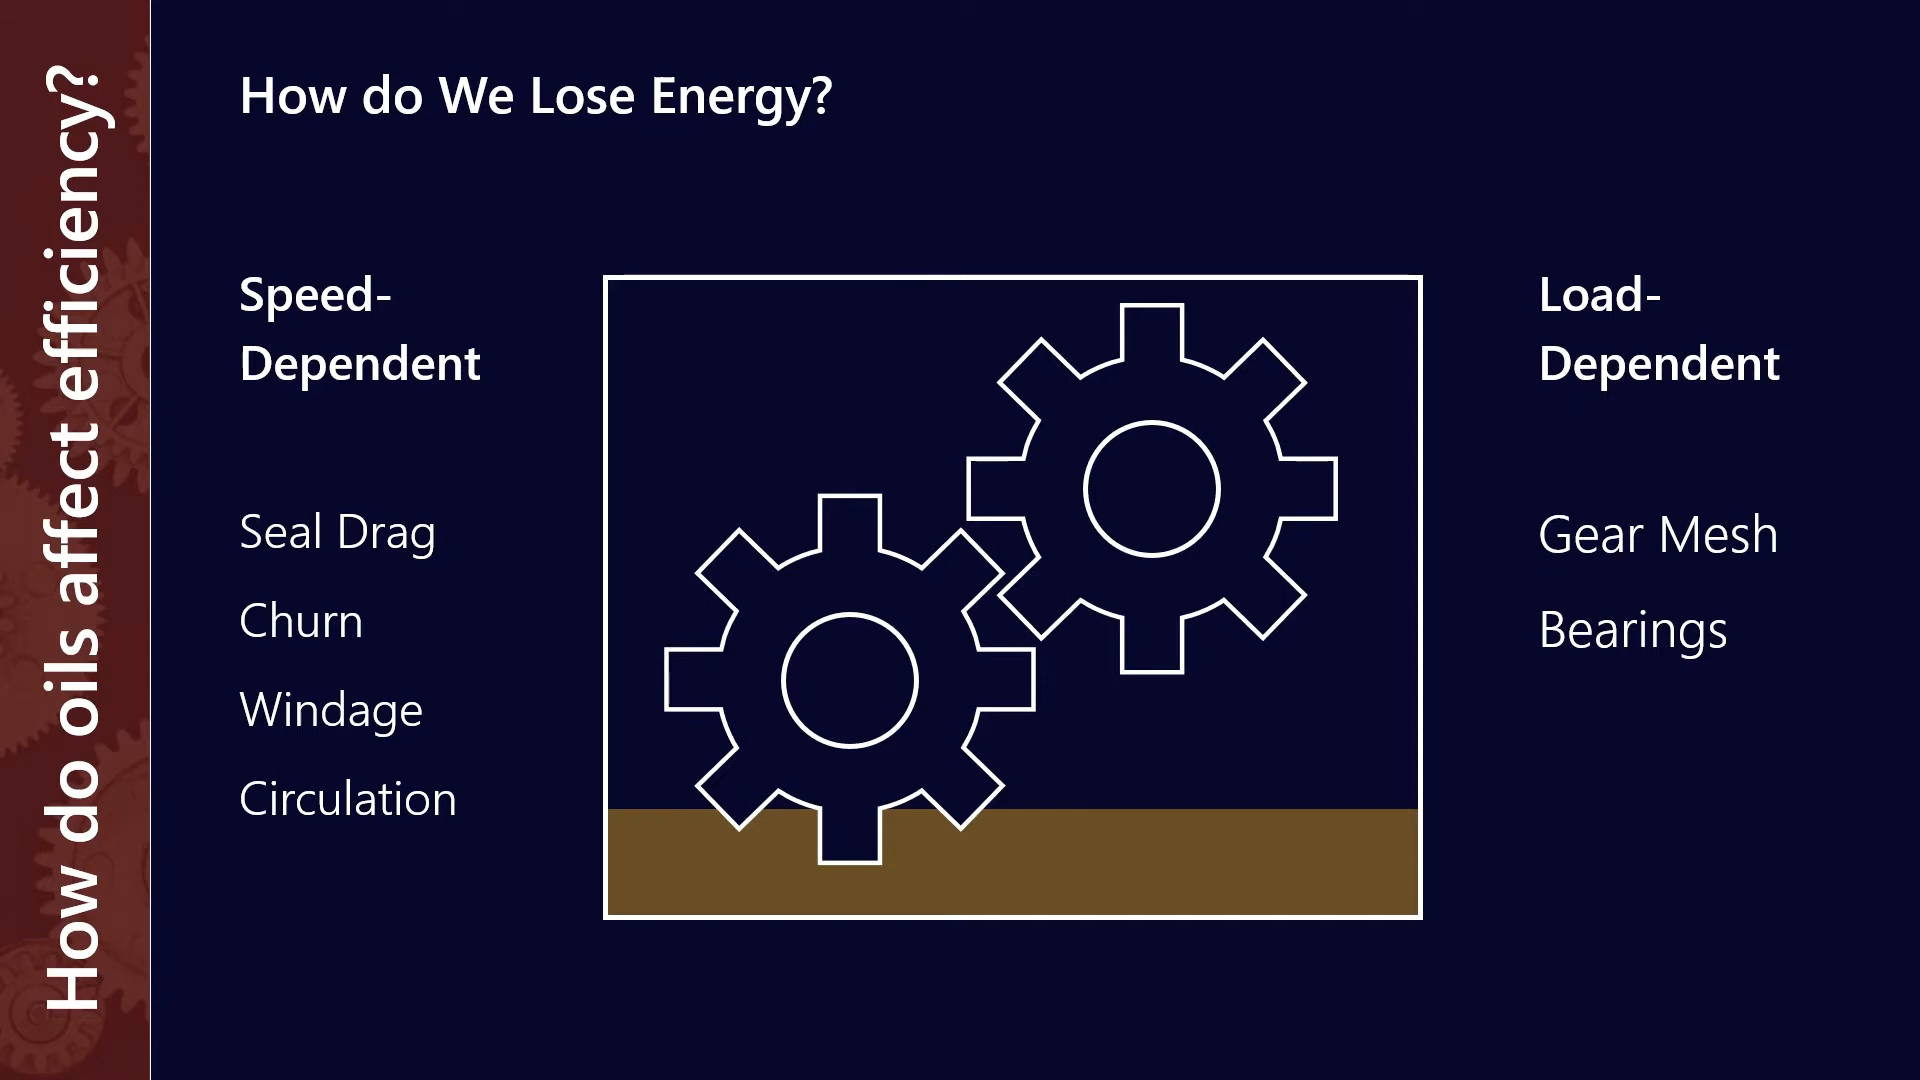 How do oils affect efficiency?
How do We Lose Energy?
Speed-
Dependent
Seal Drag
Churn
Windage
Circulation
Load-
Dependent
Gear Mesh
Bearings